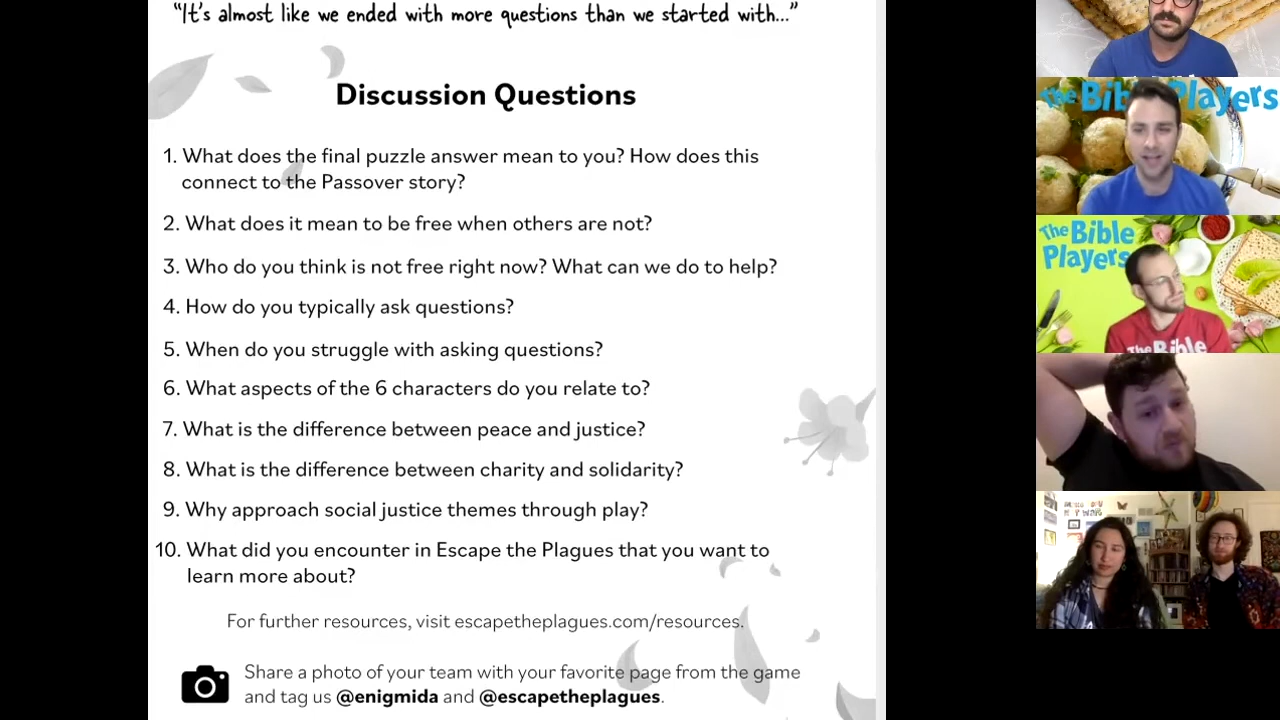 “It’s almost like we ended with more questions than we started with...”
Discussion Questions
1. What does the final puzzle answer mean to you? How does this
connect to the Passover story?
2. What does it mean to be free when others are not?
3. Who do you think is not free right now? What can we do to help?
4. How do you typically ask questions?
5. When do you struggle with asking questions?
6. What aspects of the 6 characters do you relate to?
7. What is the difference between peace and justice?
8. What is the difference between charity and solidarity?
9. Why approach social justice themes through play?
10. What did you encounter in Escape the Plagues that you want to
learn more about?
For further resources, visit escapetheplagues.com/resources.
Share a photo of your team with your favorite page from the game
and tag us @enigmida and @escapetheplagues.
The Bib Players
The Bible
Players
The Bible